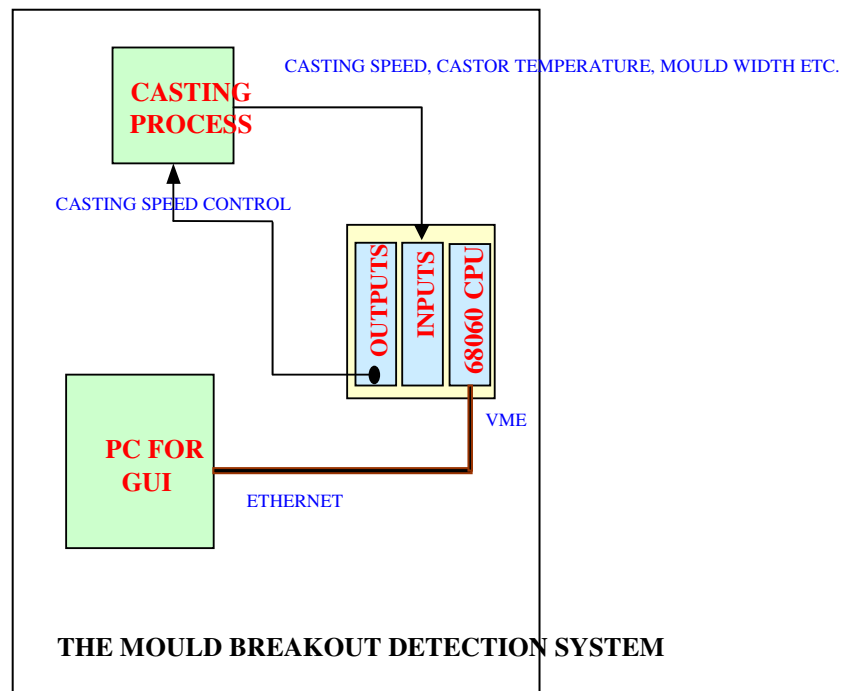 CASTING SPEED, CASTOR TEMPERATURE, MOULD WIDTH ETC.
CASTING
PROCESS
CASTING SPEED CONTROL
OUTPUTS
INPUTS
68060 CPU
VME
PC FOR
GUI
ETHERNET
THE MOULD BREAKOUT DETECTION SYSTEM